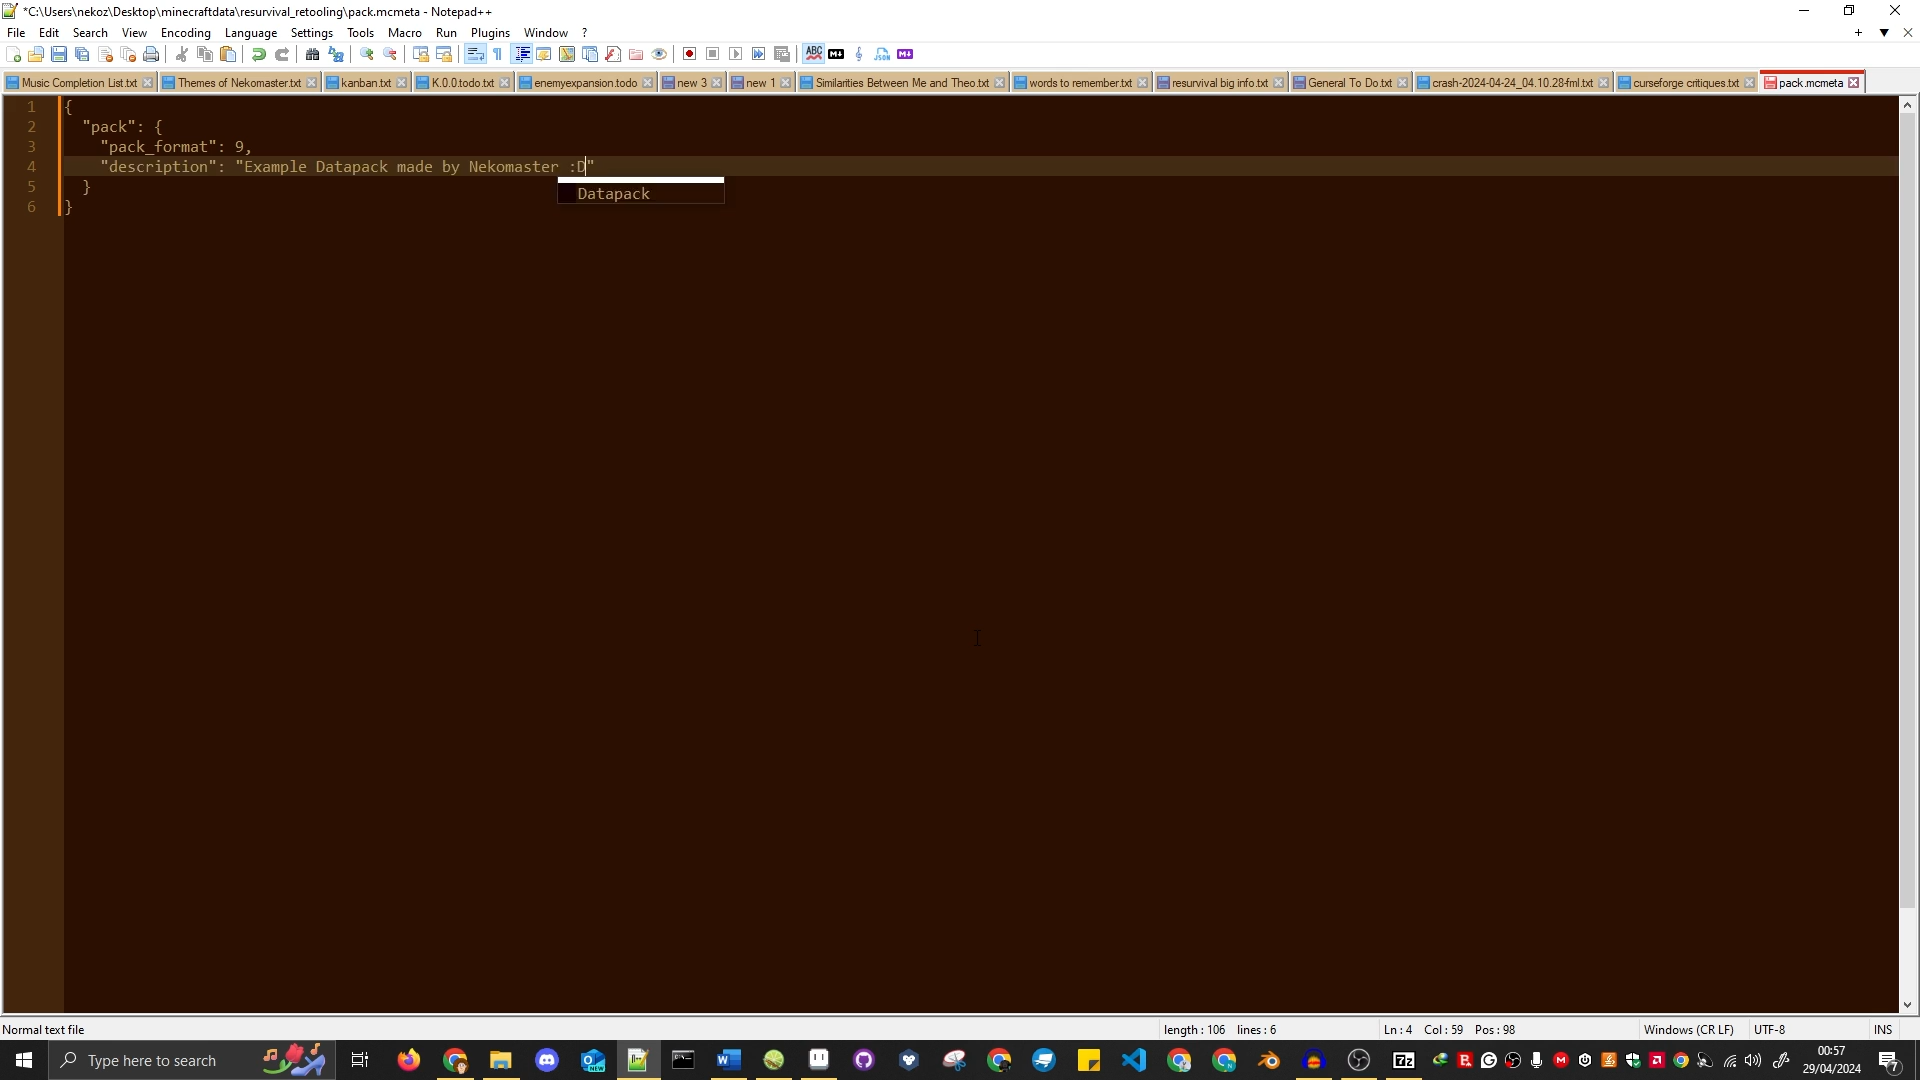 *C:\Users\nekoz\Desktop\minecraftdata\resurvival_retooling\pack.mcmeta - Notepad++
File Edit Search View Encoding Language Settings Tools Macro Run Plugins Window ?
Music Completion List.txt Themes of Nekomaster.txt kanban.txt K.0.0.todo.txt enemyexpansion.todo new 3 new 1 Similarities Between Me and Theo.txt words to remember.txt resurvival big info.txt General To Do.txt crash-2024-04-24_04.10.28-fml.txt curseforge critiques.txt pack.mcmeta
1 {
2 "pack": {
3 "pack_format": 9,
4 "description": "Example Datapack made by Nekomaster :D"
Datapack
5 }
6 }
Normal text file length : 106 lines : 6 Ln : 4 Col : 59 Pos : 98 Windows (CR LF) UTF-8 INS
Type here to search
00:57
29/04/2024
7